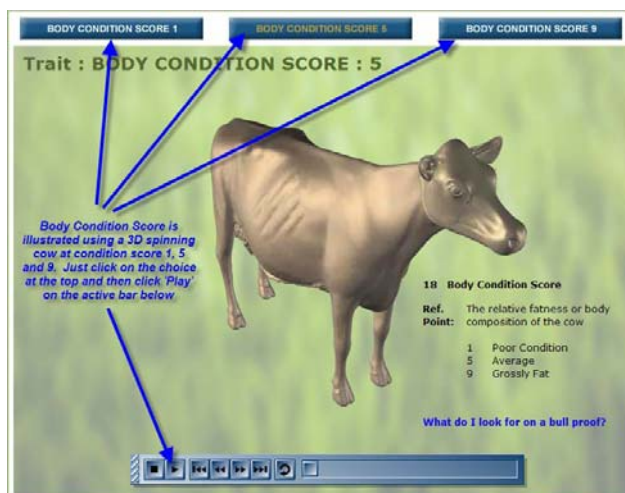 BODY CONDITION SCORE 1
BODY CONDITION SCORE 5
BODY CONDITION SCORE 9
Trait : BODY CONDITION SCORE : 5
Body Condition Score is
illustrated using a 3D spinning
cow at condition score 1, 5
and 9. Just click on the choice
at the top and then click 'Play'
on the active bar below
18 Body Condition Score
Ref. The relative fatness or body
Point: composition of the cow
1 Poor Condition
5 Average
9 Grossly Fat
What do I look for on a bull proof?